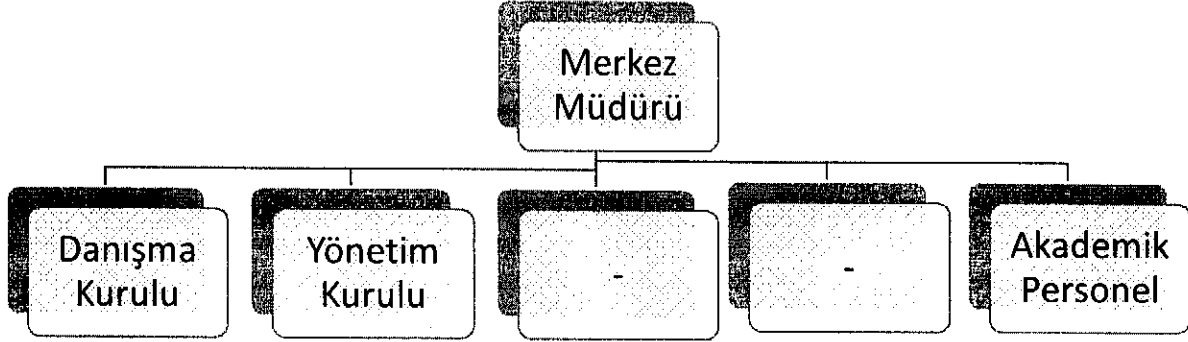 Merkez
Müdürü
Danışma
Kurulu
Yönetim
Kurulu
-
-
Akademik
Personel